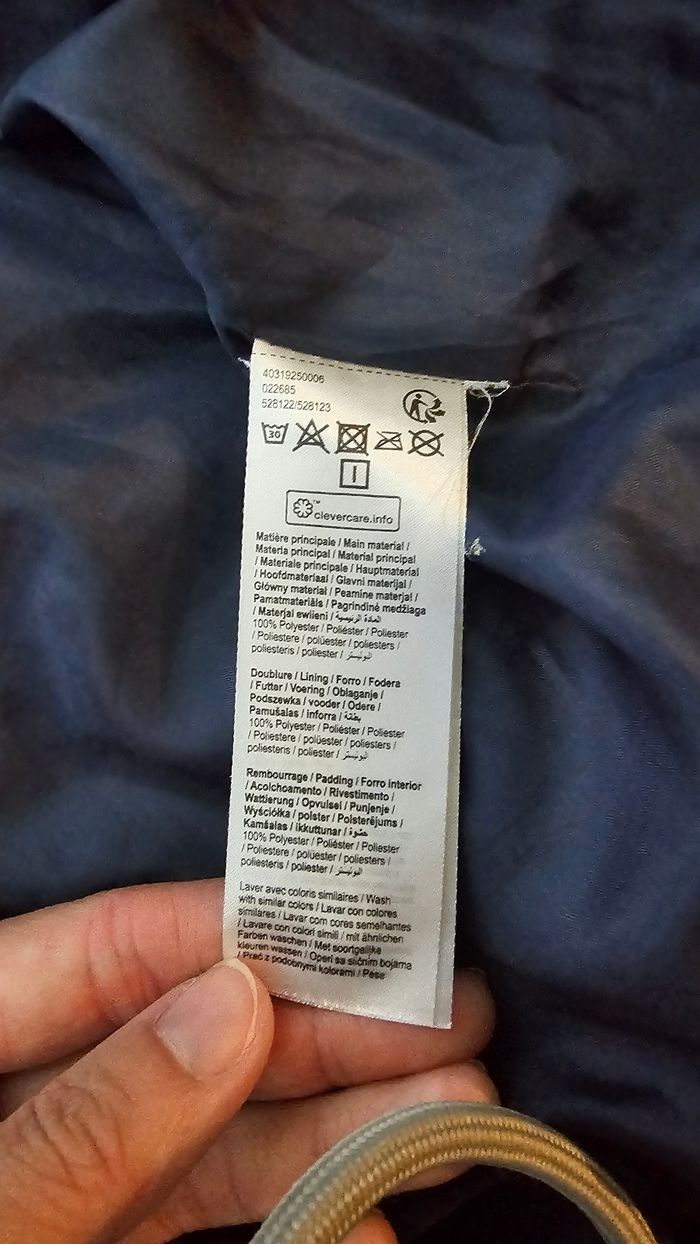 40319250006
022685
528122/528123
30
clevercare.info
Matière principale / Main material /
Materia principal / Material principal
/ Materiale principale / Hauptmaterial
/ Hoofdmateriaal / Glavni materijal /
Główny materiał / Peamine materjal /
Pamatmateriāls / Pagrindinė medžiaga
/ Materjal ewlieni / المادة الرئيسية
100% Polyester / Poliéster / Poliester
/ Poliestere / polüester / poliesters /
poliesteris / poliester / البوليستر
Doublure / Lining / Forro / Fodera
/ Futter / Voering / Oblaganje /
Podszewka / vooder / Odere /
Pamušalas / inforra / بطانة
100% Polyester / Poliéster / Poliester
/ Poliestere / polüester / poliesters /
poliesteris / poliester / البوليستر
Rembourrage / Padding / Forro interior
/ Acolchoamento / Rivestimento /
Wattierung / Opvulsel / Punjenje /
Wyściółka / polster / Polsterējums /
Kamšalas / ikkuttunar / حشوة
100% Polyester / Poliéster / Poliester
/ Poliestere / polüester / poliesters /
poliesteris / poliester / البوليستر
Laver avec coloris similaires / Wash
with similar colors / Lavar con colores
similares / Lavar com cores semelhantes
/ Lavare con colori simili / mit ähnlichen
Farben waschen / Met soortgelijke
kleuren wassen / Operi sa sličnim bojama
/ Prać z podobnymi kolorami / Pese